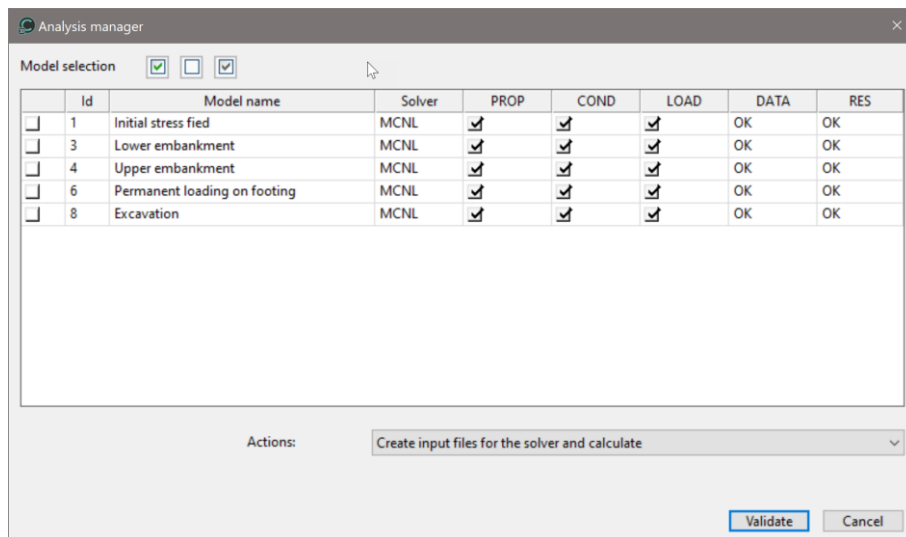 Analysis manager
Model selection
Id Model name Solver PROP COND LOAD DATA RES
1 Initial stress fied MCNL OK OK
3 Lower embankment MCNL OK OK
4 Upper embankment MCNL OK OK
6 Permanent loading on footing MCNL OK OK
8 Excavation MCNL OK OK
Actions: Create input files for the solver and calculate
Validate Cancel